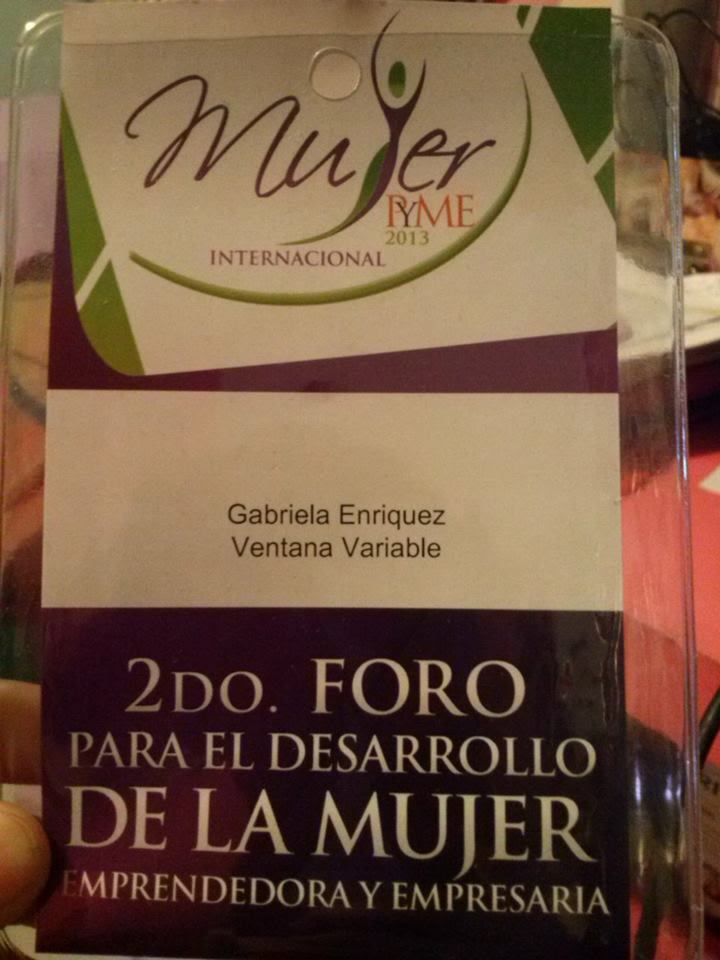 Mujer
PYME
2013
INTERNACIONAL
Gabriela Enriquez
Ventana Variable
2DO. FORO
PARA EL DESARROLLO
DE LA MUJER
EMPRENDEDORA Y EMPRESARIA